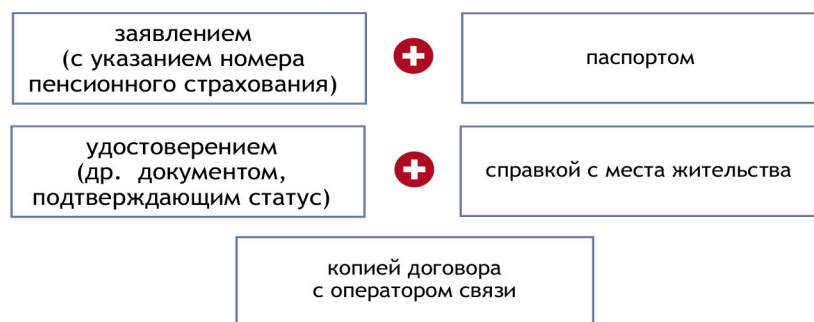 заявлением
(с указанием номера
пенсионного страхования)
паспортом
удостоверением
(др. документом,
подтверждающим статус)
справкой с места жительства
копией договора
с оператором связи